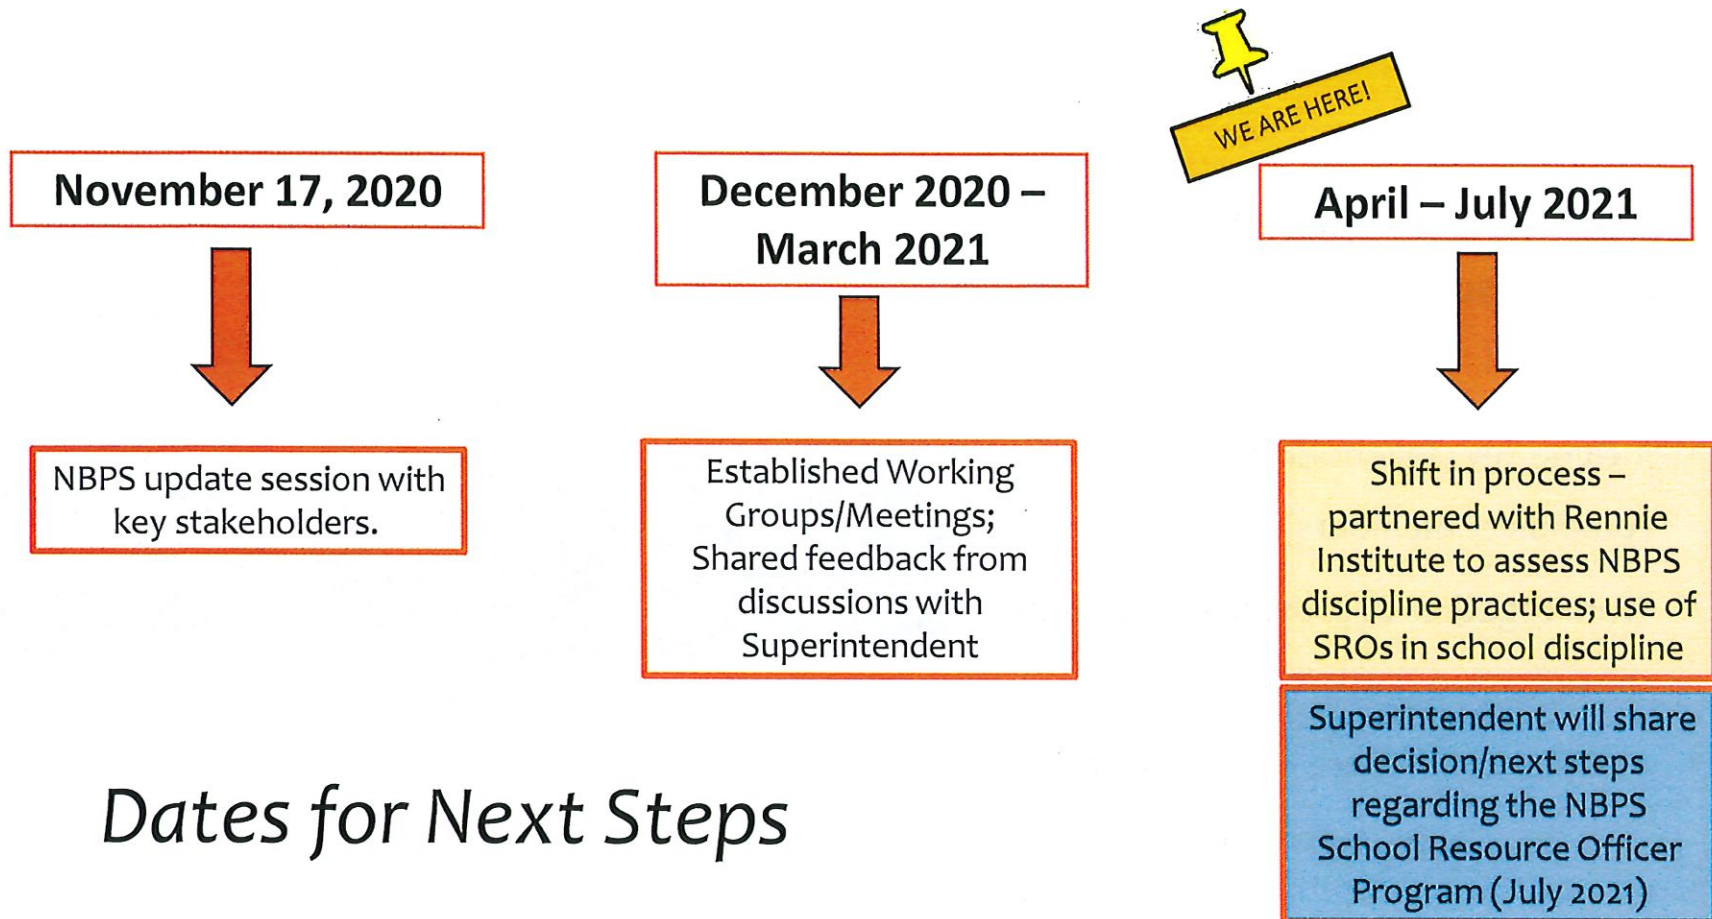 WE ARE HERE!
November 17, 2020
NBPS update session with
key stakeholders.
December 2020 –
March 2021
Established Working
Groups/Meetings;
Shared feedback from
discussions with
Superintendent
April – July 2021
Shift in process –
partnered with Rennie
Institute to assess NBPS
discipline practices; use of
SROs in school discipline
Superintendent will share
decision/next steps
regarding the NBPS
School Resource Officer
Program (July 2021)
Dates for Next Steps